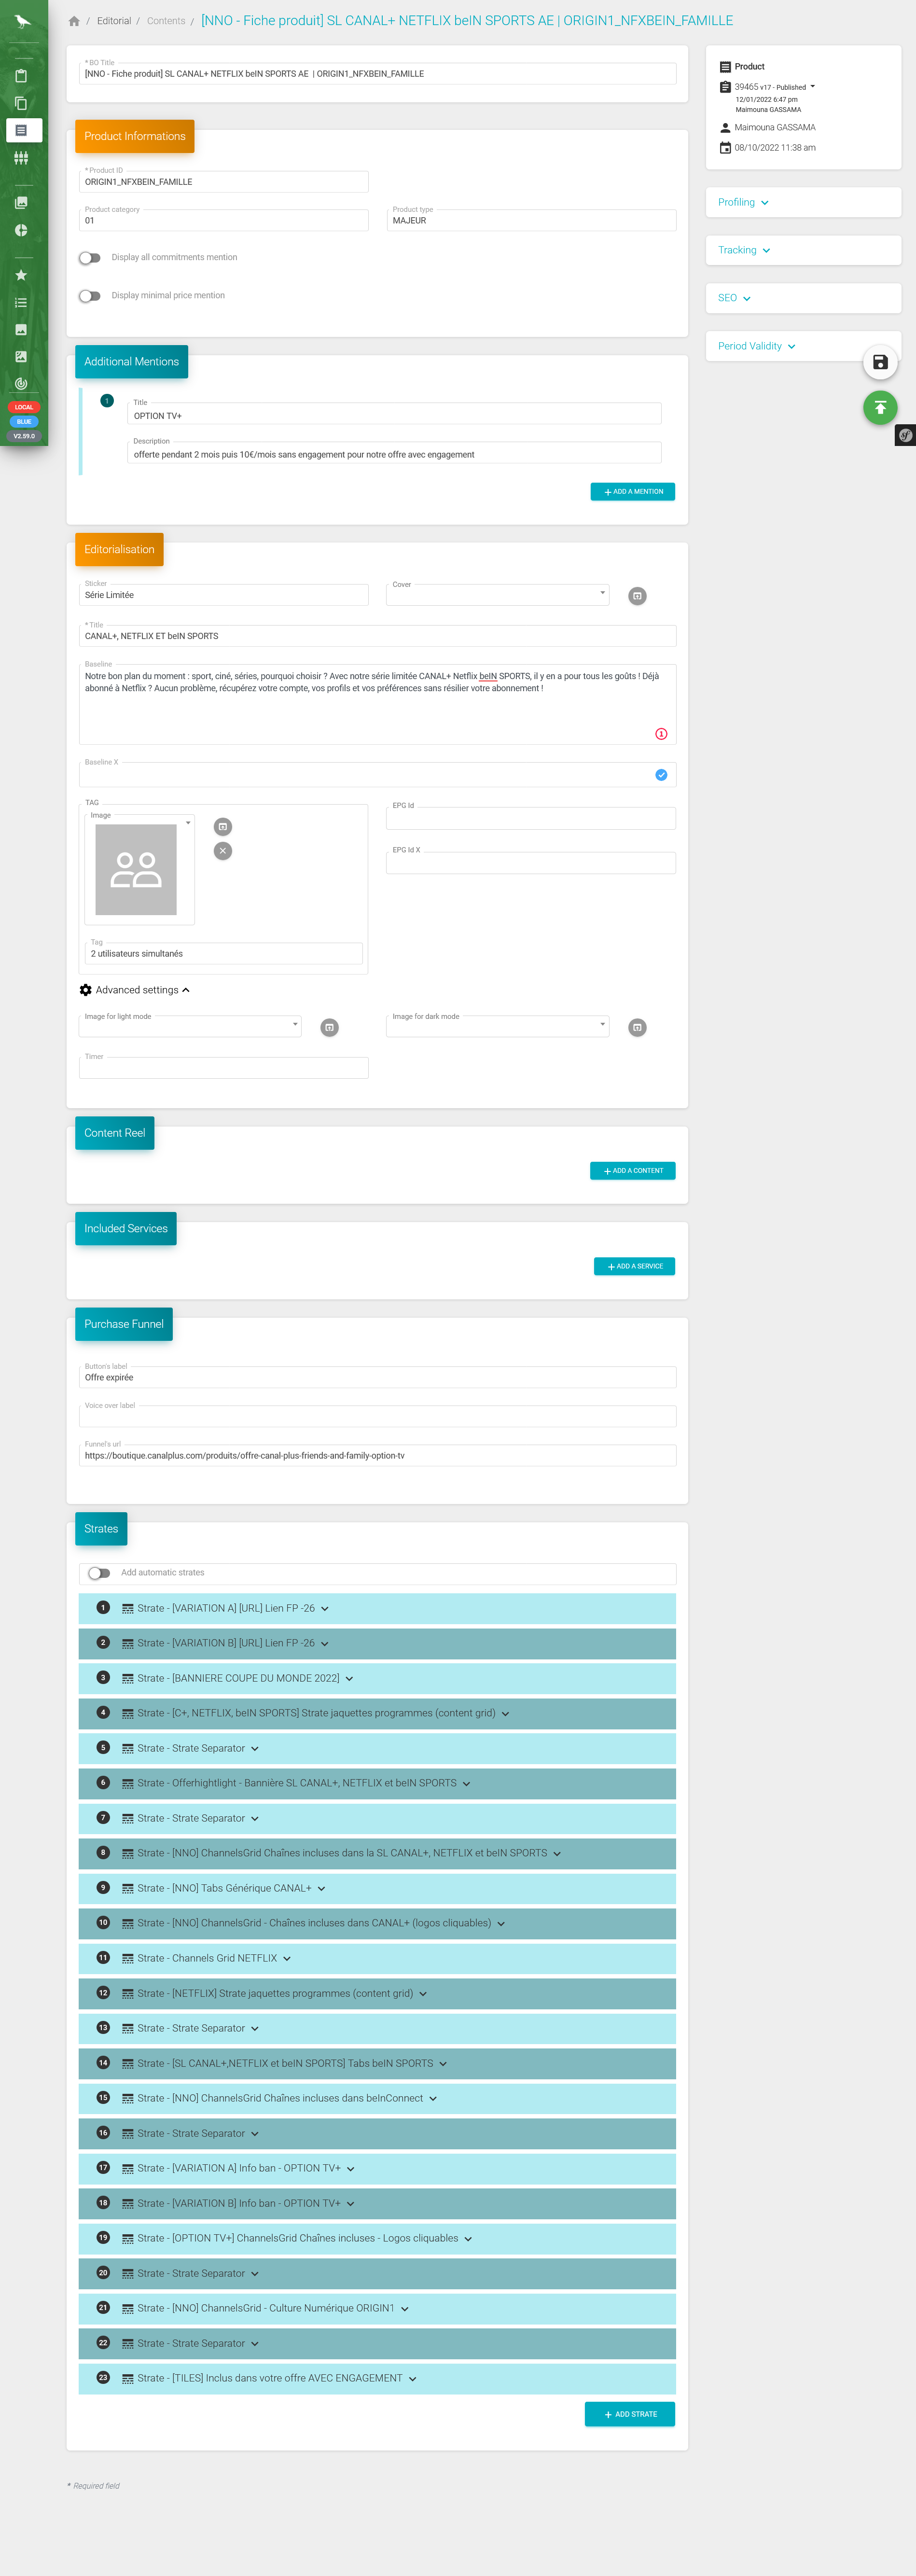 / Editorial / Contents / [NNO - Fiche produit] SL CANAL+ NETFLIX beIN SPORTS AE | ORIGIN1_NFXBEIN_FAMILLE
* BO Title
[NNO - Fiche produit] SL CANAL+ NETFLIX beIN SPORTS AE | ORIGIN1_NFXBEIN_FAMILLE
Product Informations
* Product ID
ORIGIN1_NFXBEIN_FAMILLE
Product category
01
Product type
MAJEUR
Display all commitments mention
Display minimal price mention
Additional Mentions
1
Title
OPTION TV+
Description
offerte pendant 2 mois puis 10€/mois sans engagement pour notre offre avec engagement
ADD A MENTION
Editorialisation
Sticker
Série Limitée
Cover
* Title
CANAL+, NETFLIX ET beIN SPORTS
Baseline
Notre bon plan du moment : sport, ciné, séries, pourquoi choisir ? Avec notre série limitée CANAL+ Netflix beIN SPORTS, il y en a pour tous les goûts ! Déjà
abonné à Netflix ? Aucun problème, récupérez votre compte, vos profils et vos préférences sans résilier votre abonnement !
1
Baseline X
TAG
Image
Tag
2 utilisateurs simultanés
EPG Id
EPG Id X
Advanced settings
Image for light mode
Image for dark mode
Timer
Content Reel
ADD A CONTENT
Included Services
ADD A SERVICE
Purchase Funnel
Button's label
Offre expirée
Voice over label
Funnel's url
https://boutique.canalplus.com/produits/offre-canal-plus-friends-and-family-option-tv
Strates
Add automatic strates
1 Strate - [VARIATION A] [URL] Lien FP -26
2 Strate - [VARIATION B] [URL] Lien FP -26
3 Strate - [BANNIERE COUPE DU MONDE 2022]
4 Strate - [C+, NETFLIX, beIN SPORTS] Strate jaquettes programmes (content grid)
5 Strate - Strate Separator
6 Strate - Offerhightlight - Bannière SL CANAL+, NETFLIX et beIN SPORTS
7 Strate - Strate Separator
8 Strate - [NNO] ChannelsGrid Chaînes incluses dans la SL CANAL+, NETFLIX et beIN SPORTS
9 Strate - [NNO] Tabs Générique CANAL+
10 Strate - [NNO] ChannelsGrid - Chaînes incluses dans CANAL+ (logos cliquables)
11 Strate - Channels Grid NETFLIX
12 Strate - [NETFLIX] Strate jaquettes programmes (content grid)
13 Strate - Strate Separator
14 Strate - [SL CANAL+,NETFLIX et beIN SPORTS] Tabs beIN SPORTS
15 Strate - [NNO] ChannelsGrid Chaînes incluses dans beInConnect
16 Strate - Strate Separator
17 Strate - [VARIATION A] Info ban - OPTION TV+
18 Strate - [VARIATION B] Info ban - OPTION TV+
19 Strate - [OPTION TV+] ChannelsGrid Chaînes incluses - Logos cliquables
20 Strate - Strate Separator
21 Strate - [NNO] ChannelsGrid - Culture Numérique ORIGIN1
22 Strate - Strate Separator
23 Strate - [TILES] Inclus dans votre offre AVEC ENGAGEMENT
ADD STRATE
* Required field
Product
39465 v17 - Published
12/01/2022 6:47 pm
Maimouna GASSAMA
Maimouna GASSAMA
08/10/2022 11:38 am
Profiling
Tracking
SEO
Period Validity
sf
LOCAL
BLUE
V2.59.0